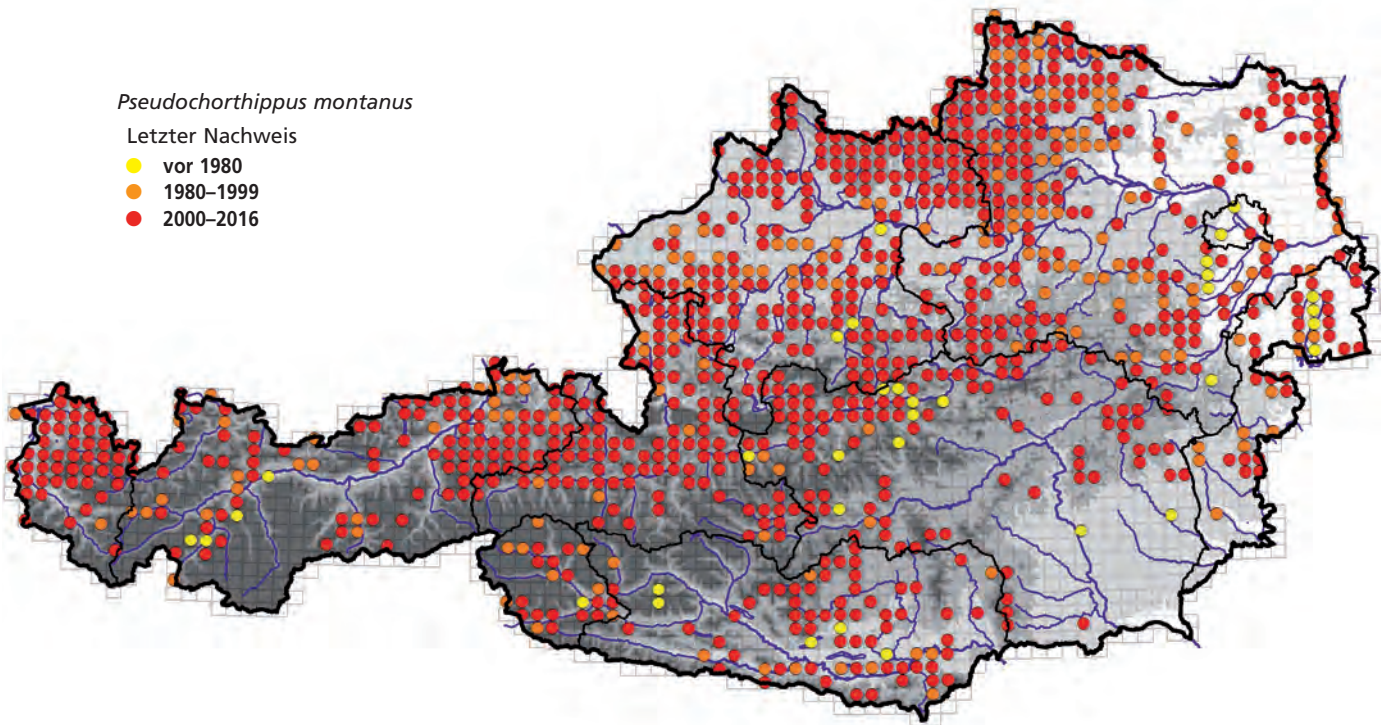 Pseudochorthippus montanus
Letzter Nachweis
vor 1980
1980–1999
2000–2016